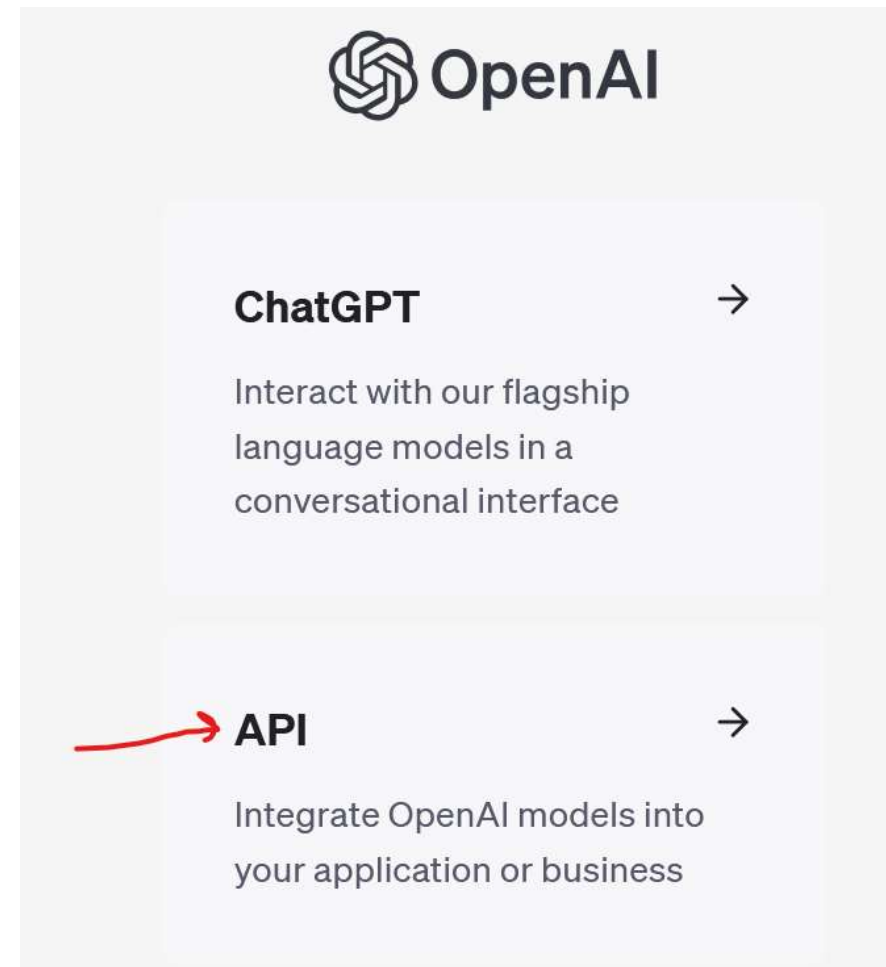 OpenAI
ChatGPT
Interact with our flagship
language models in a
conversational interface
API
Integrate OpenAI models into
your application or business